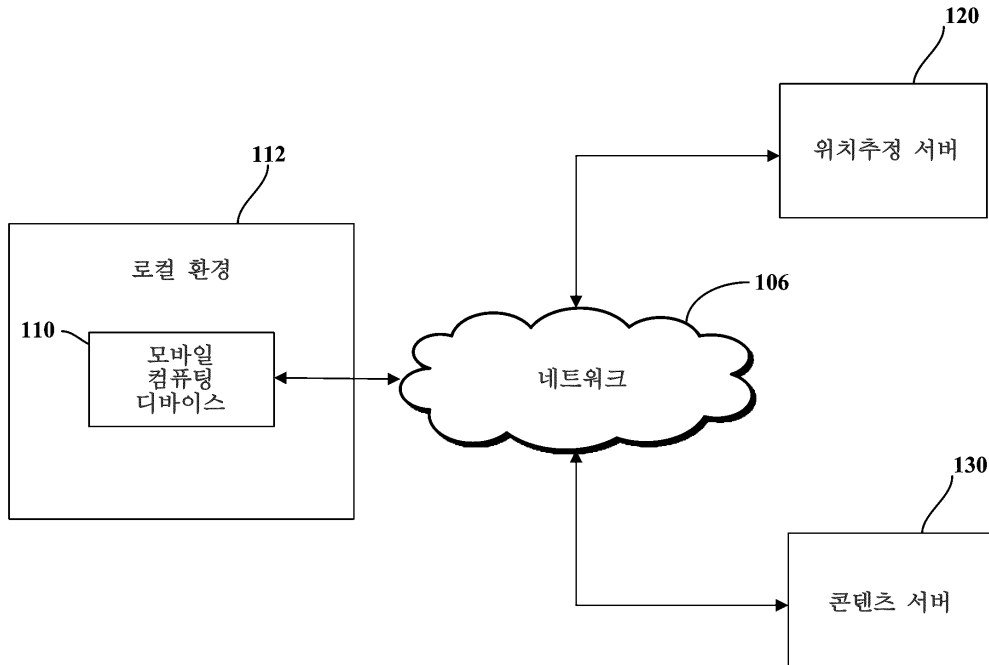 120
위치추정 서버
112
로컬 환경
106
110
모바일
컴퓨팅
디바이스
네트워크
130
콘텐츠 서버